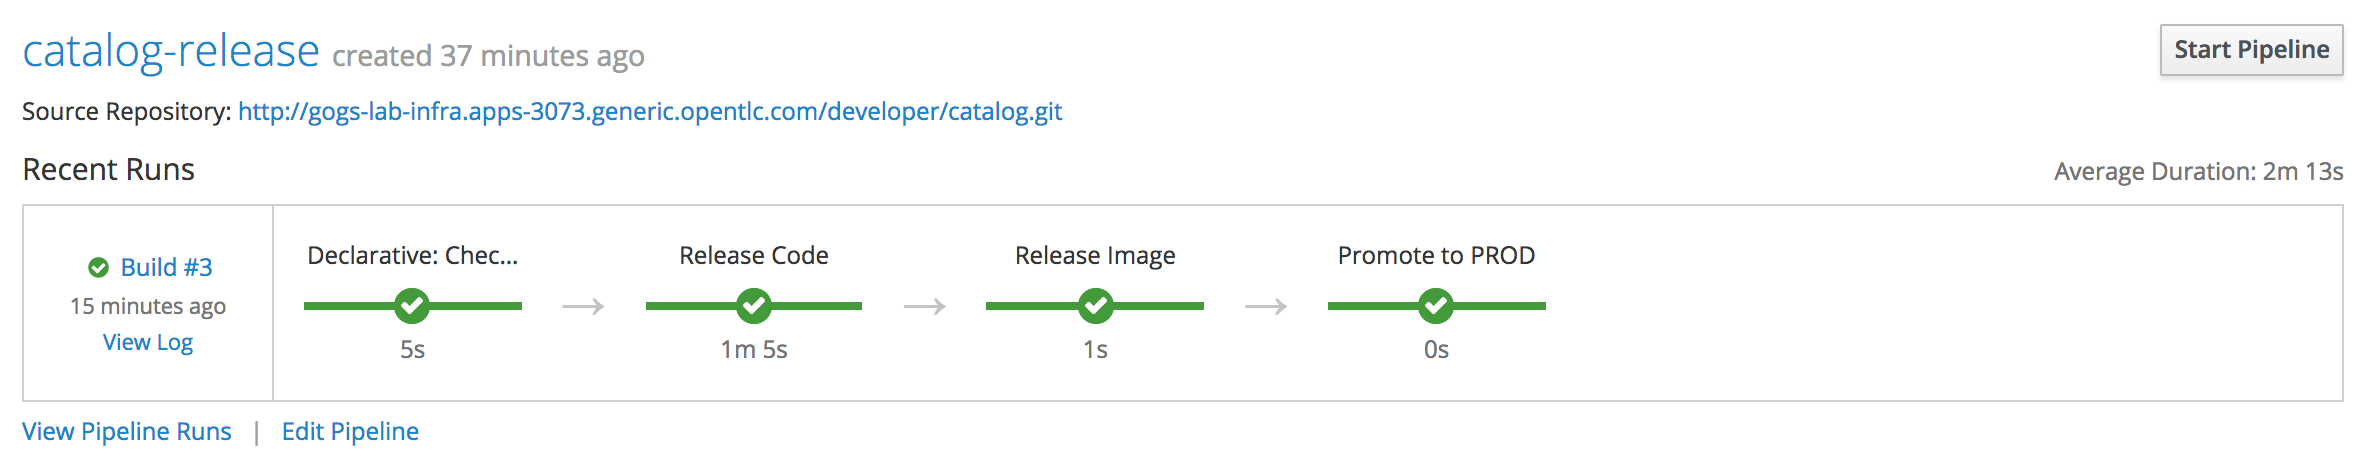 catalog-release created 37 minutes ago
Start Pipeline
Source Repository: http://gogs-lab-infra.apps-3073.generic.opentlc.com/developer/catalog.git
Recent Runs
Average Duration: 2m 13s
Build #3
15 minutes ago
View Log
Declarative: Chec...
5s
Release Code
1m 5s
Release Image
1s
Promote to PROD
0s
View Pipeline Runs | Edit Pipeline